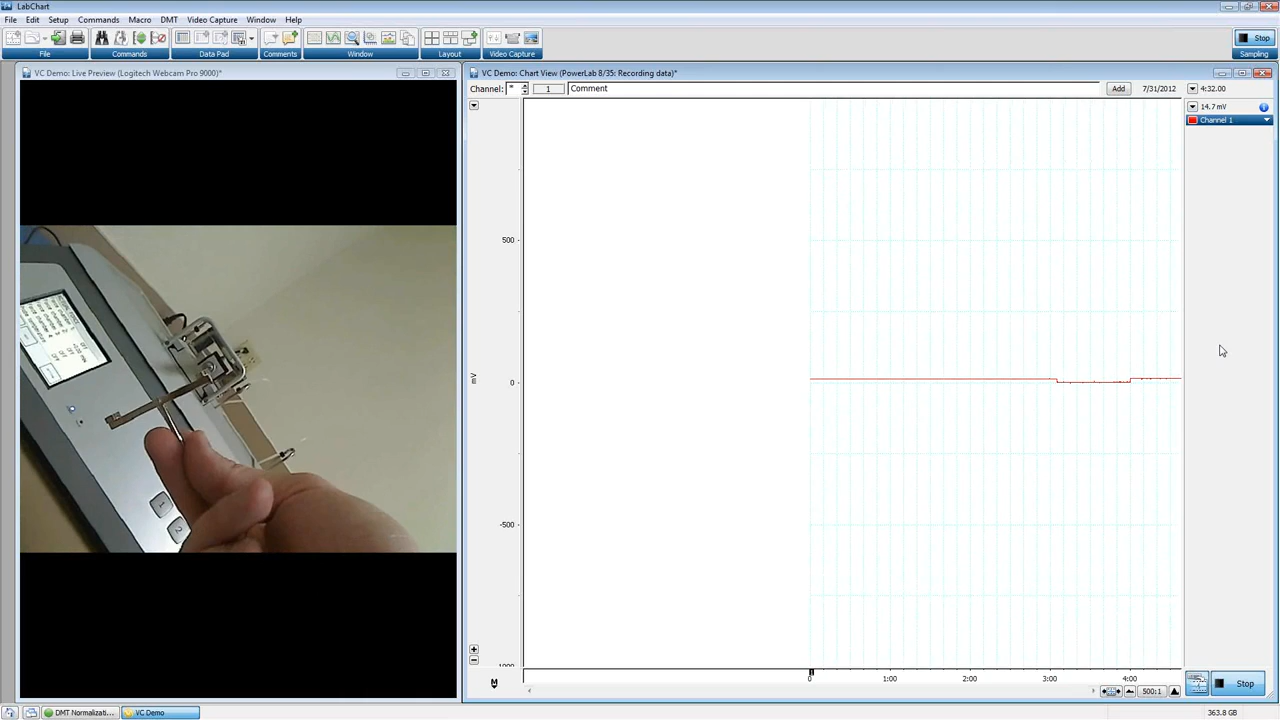 LabChart
File Edit Setup Commands Macro DMT Video Capture Window Help
Stop
File Commands Data Pad Comments Window Layout Video Capture Sampling
VC Demo: Live Preview (Logitech Webcam Pro 9000)*
VC Demo: Chart View (PowerLab 8/35: Recording data)*
Channel: * 1 Comment Add 7/31/2012 4:32.00
14.7 mV
Channel 1
500
mV
0
-500
1 2
0 1:00 2:00 3:00 4:00
Stop
M
500:1
DMT Normalizati... VC Demo 363.8 GB